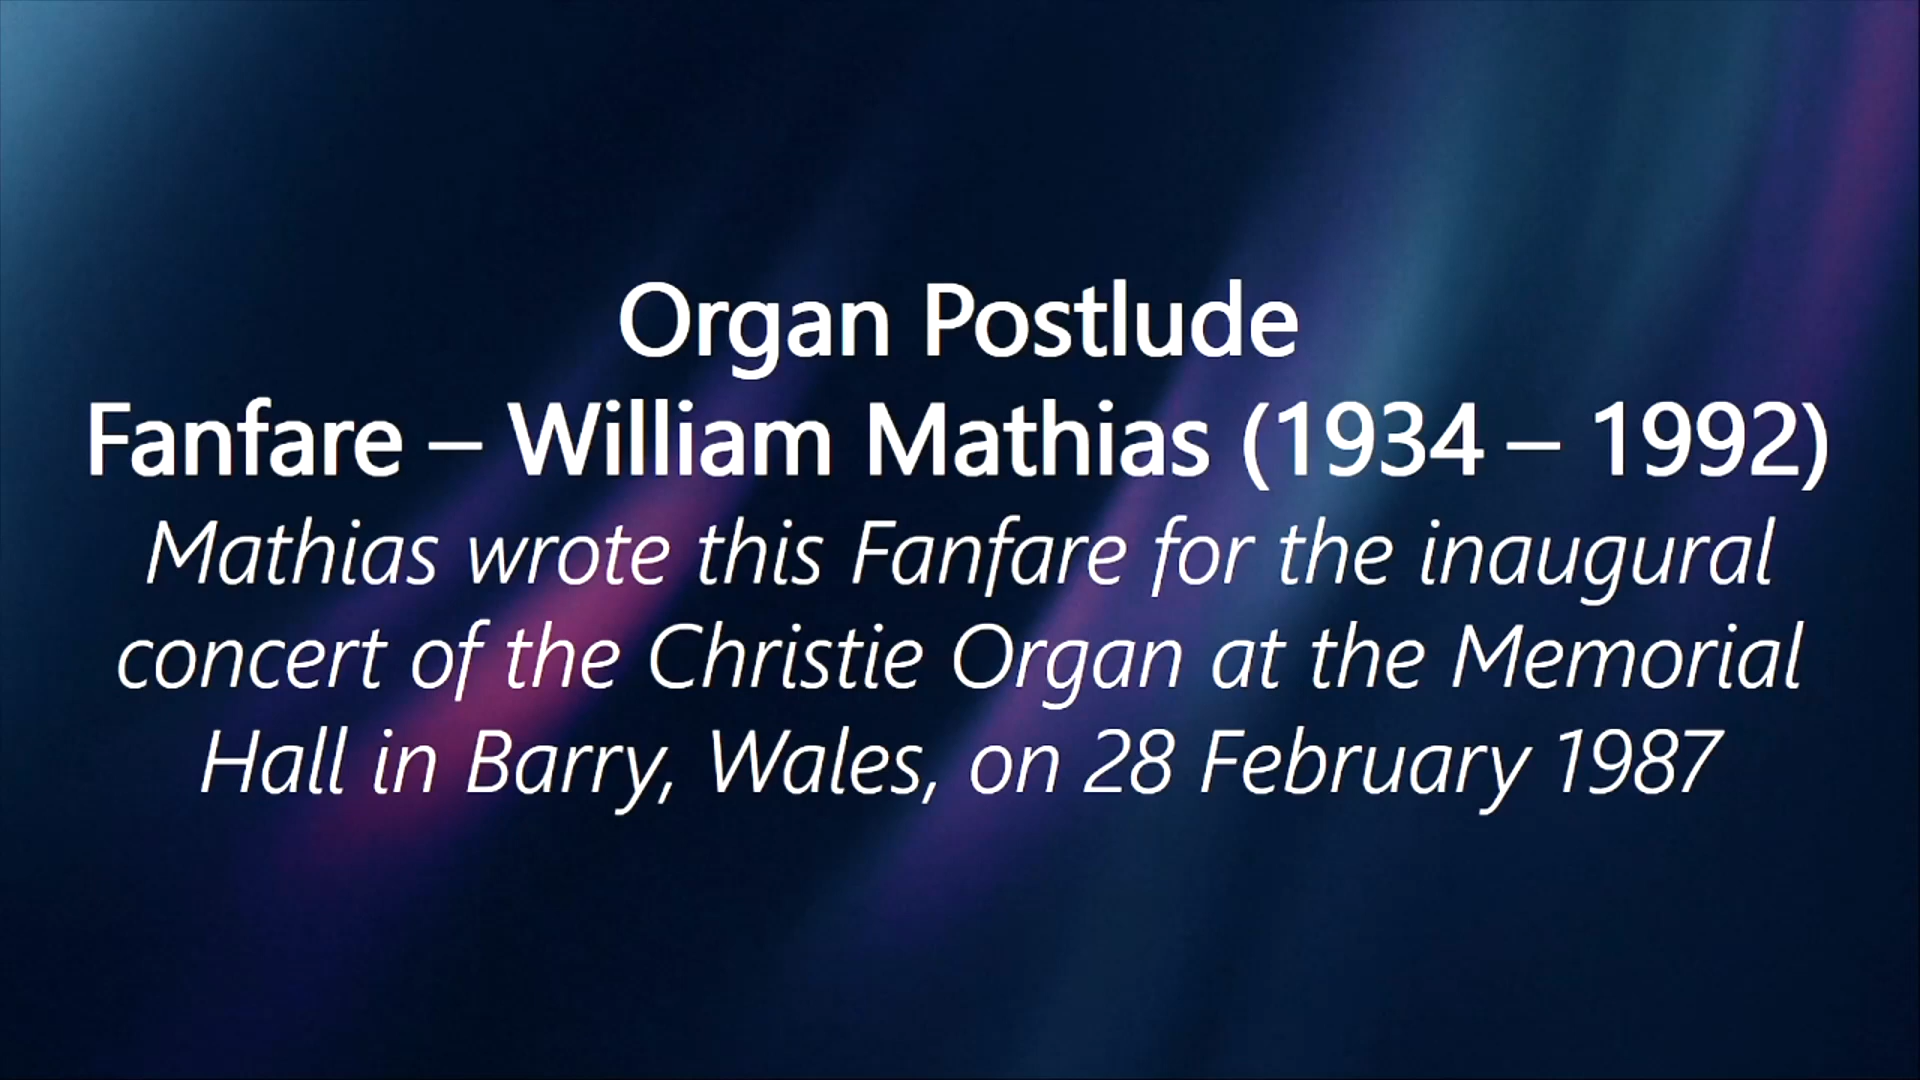 Organ Postlude
Fanfare – William Mathias (1934 – 1992)
Mathias wrote this Fanfare for the inaugural
concert of the Christie Organ at the Memorial
Hall in Barry, Wales, on 28 February 1987